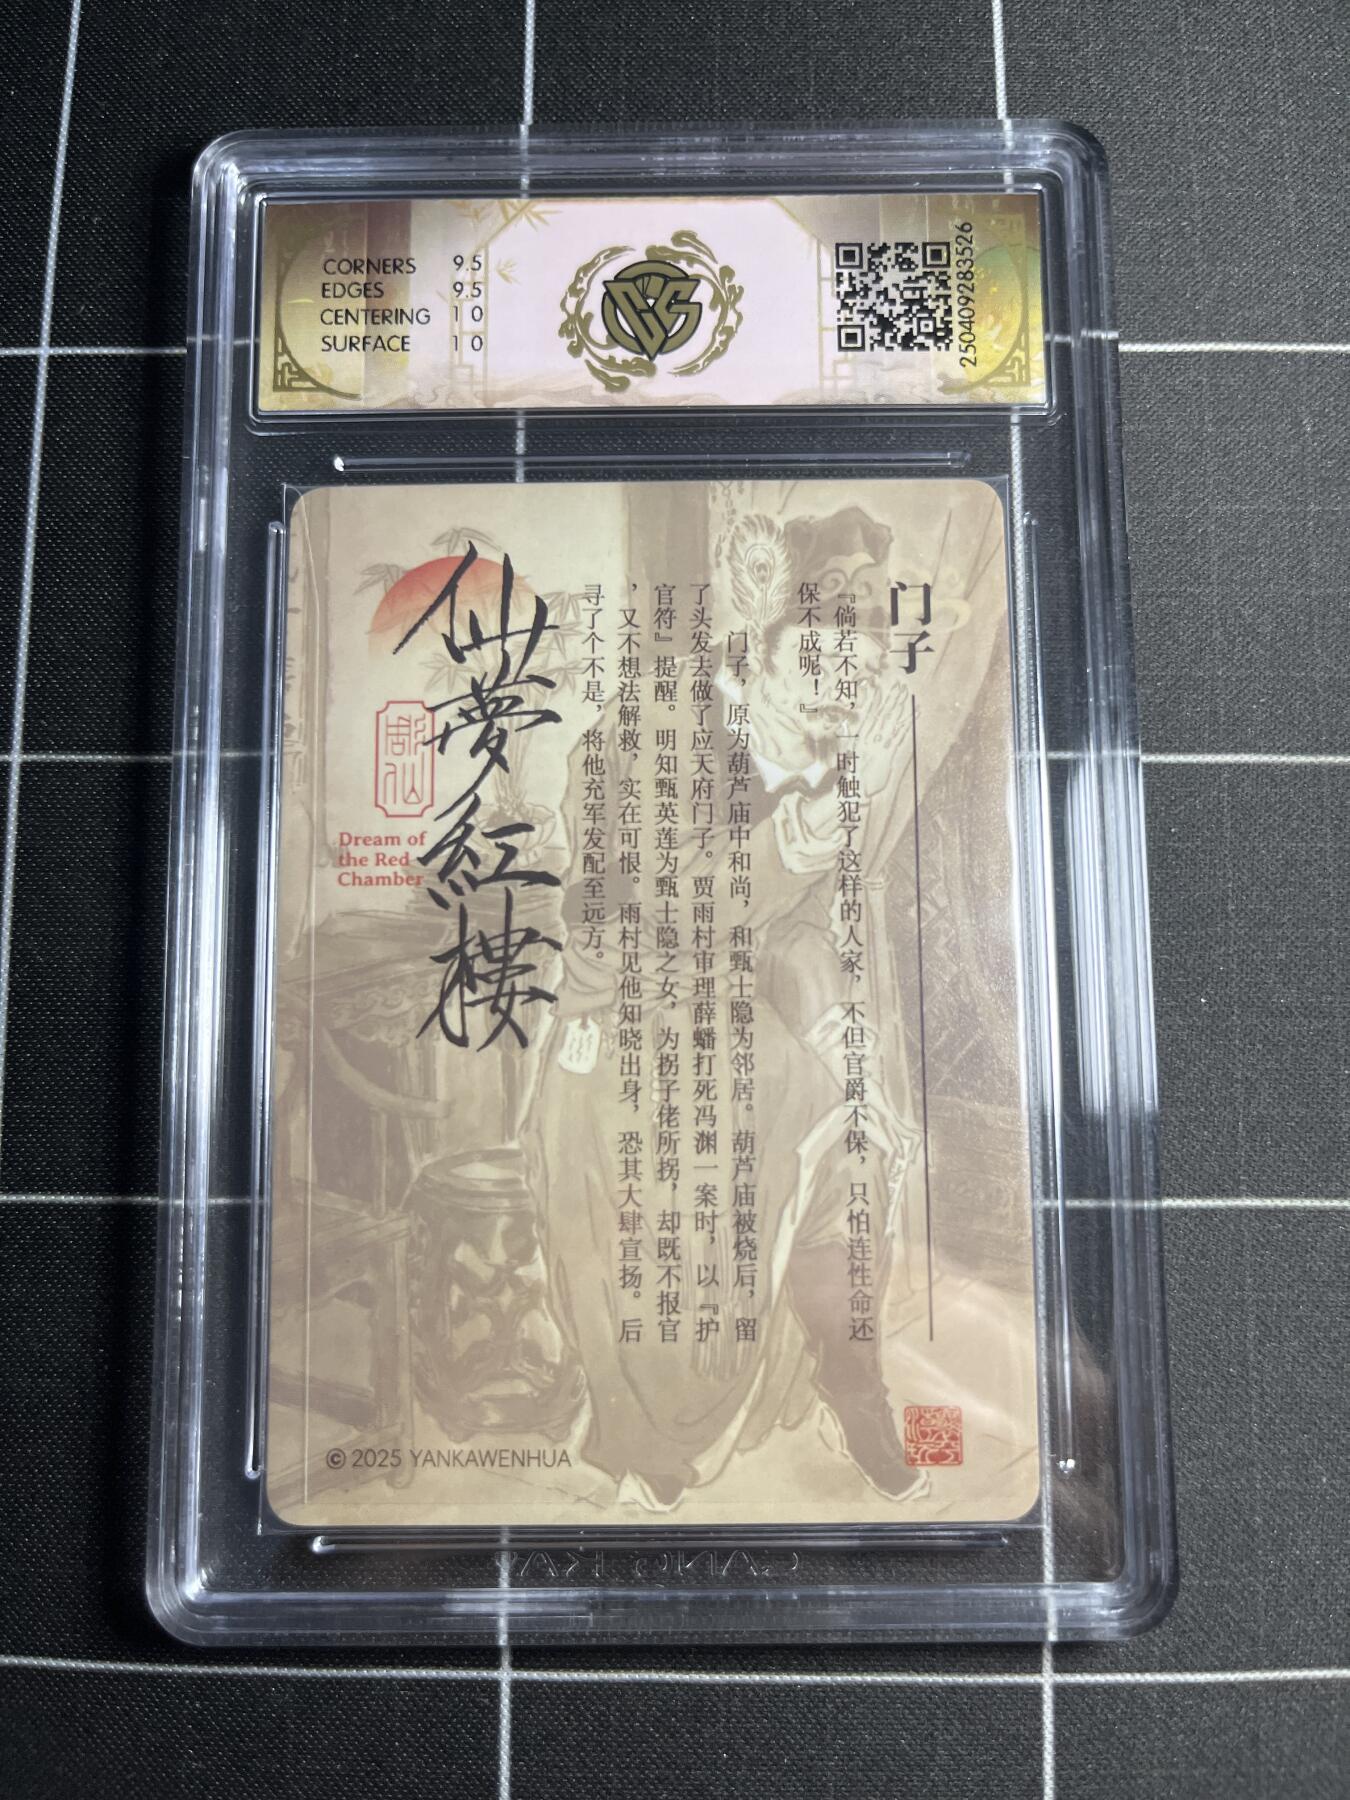 CORNERS 9.5
EDGES 9.5
CENTERING 10
SURFACE 10
250409283526
门子
『倘若不知，一时触犯了这样的人家，不但官爵不保，只怕连性命还
保不成呢！』
门子，原为葫芦庙中和尚，和甄士隐为邻居。葫芦庙被烧后，留
了头发去做了应天府门子。贾雨村审理薛蟠打死冯渊一案时，以『护
官符』提醒。明知甄英莲为甄士隐之女，为拐子佬所拐，却既不报官
，又不想法解救，实在可恨。雨村见他知晓出身，恐其大肆宣扬。后
寻了个不是，将他充军发配至远方。
仙夢紅樓
Dream of
the Red
Chamber
© 2025 YANKAWENHUA